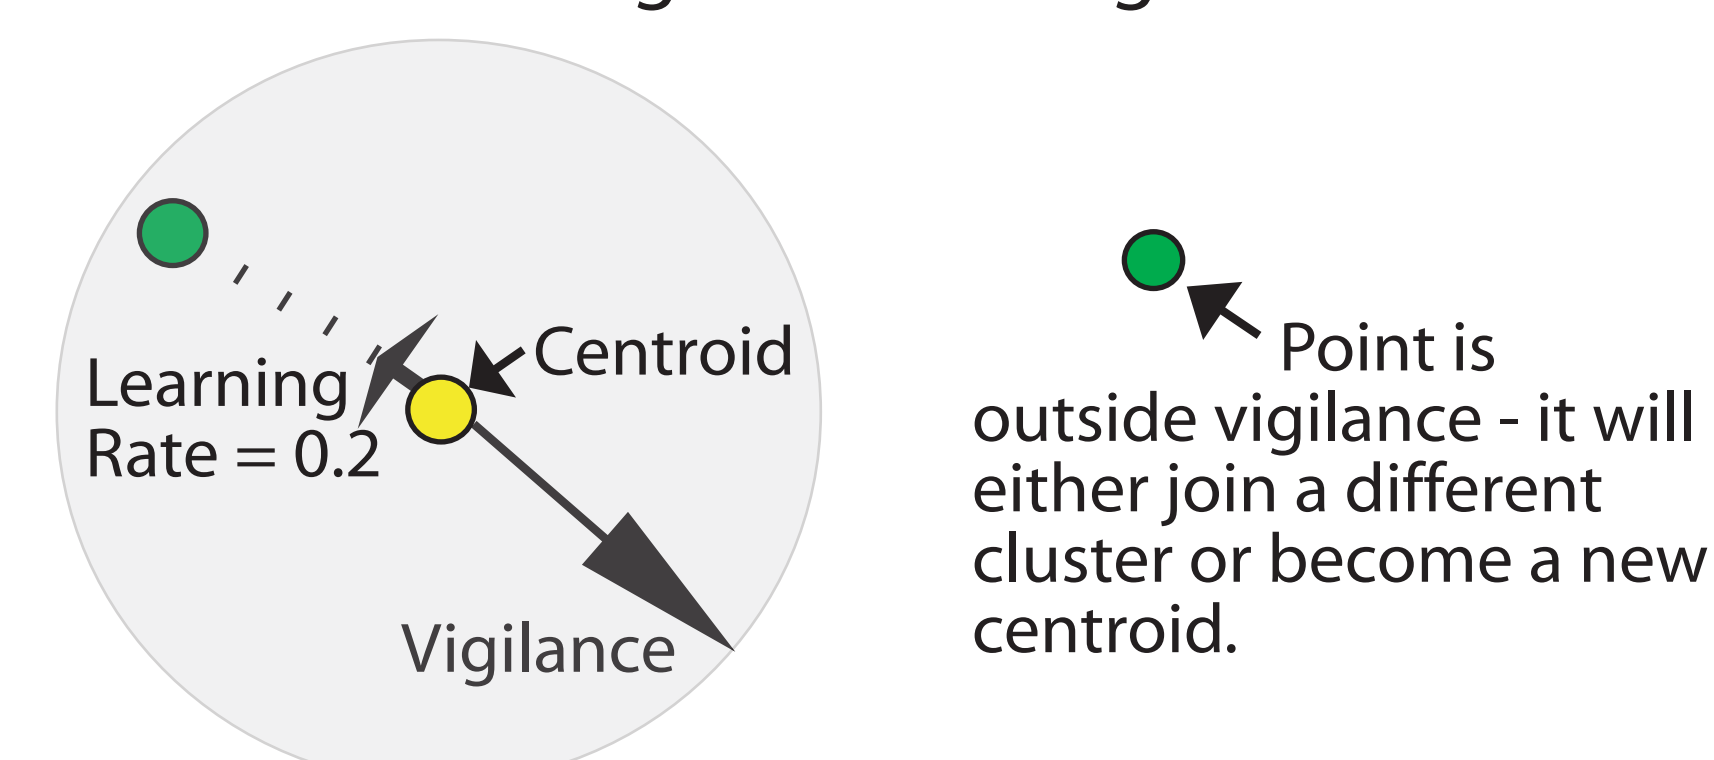 Centroid
Learning
Rate = 0.2
Vigilance
Point is
outside vigilance - it will
either join a different
cluster or become a new
centroid.